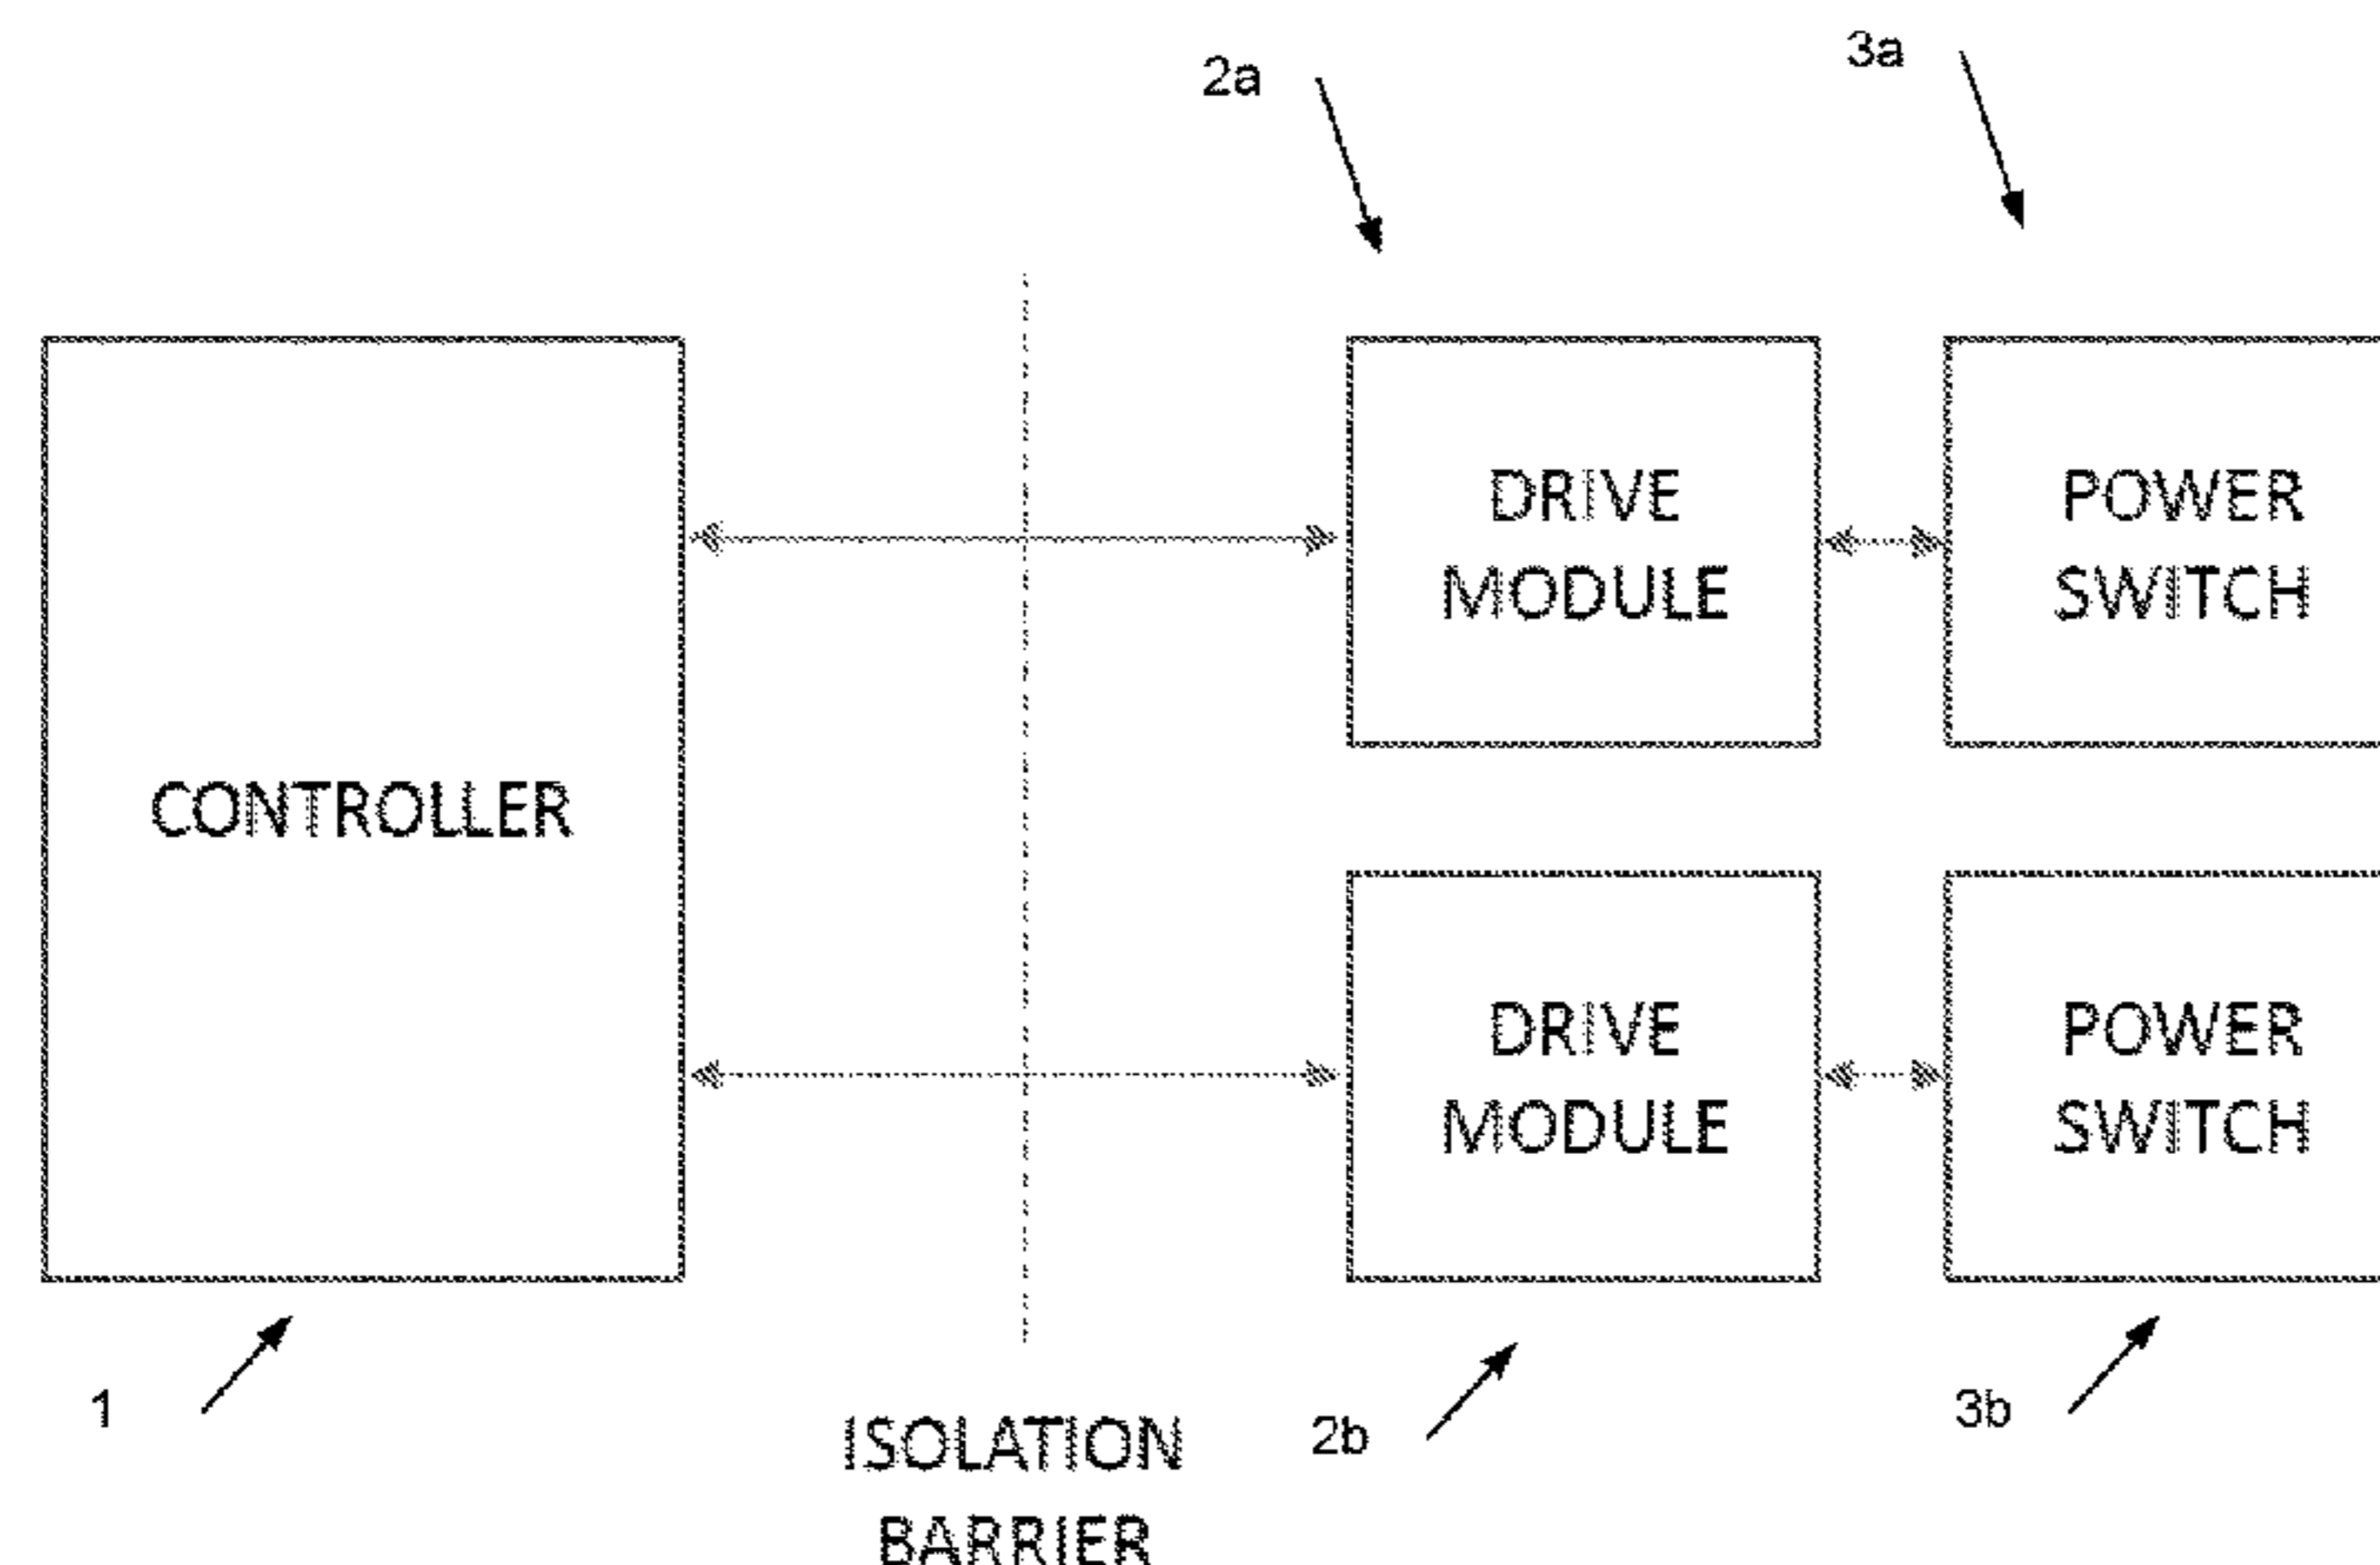 2a
3a
DRIVE
MODULE
POWER
SWITCH
CONTROLLER
DRIVE
MODULE
POWER
SWITCH
1
ISOLATION
BARRIER
2b
3b